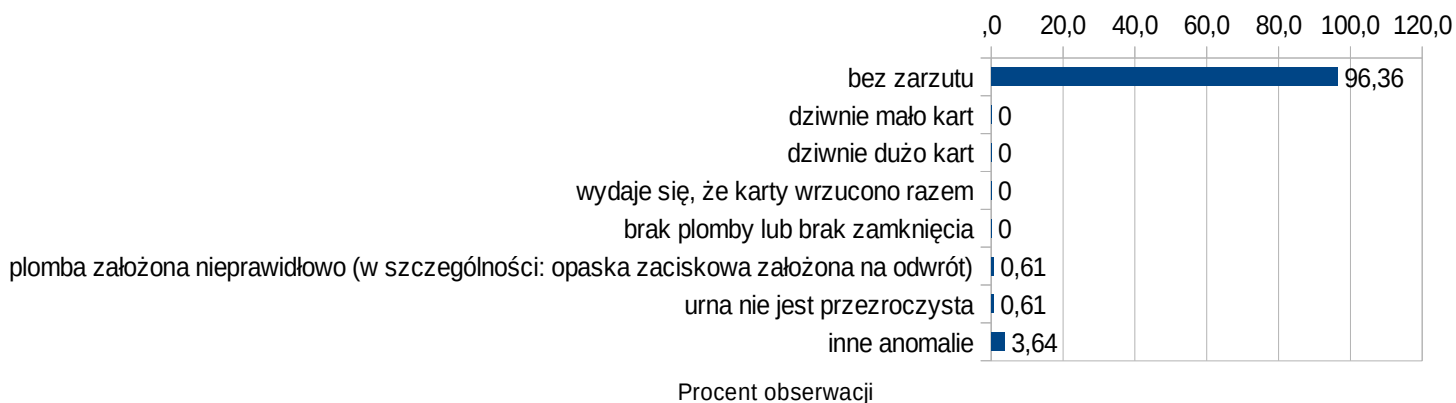 ,0 20,0 40,0 60,0 80,0 100,0 120,0
bez zarzutu 96,36
dziwnie mało kart 0
dziwnie dużo kart 0
wydaje się, że karty wrzucono razem 0
brak plomby lub brak zamknięcia 0
plomba założona nieprawidłowo (w szczególności: opaska zaciskowa założona na odwrót) 0,61
urna nie jest przezroczysta 0,61
inne anomalie 3,64
Procent obserwacji